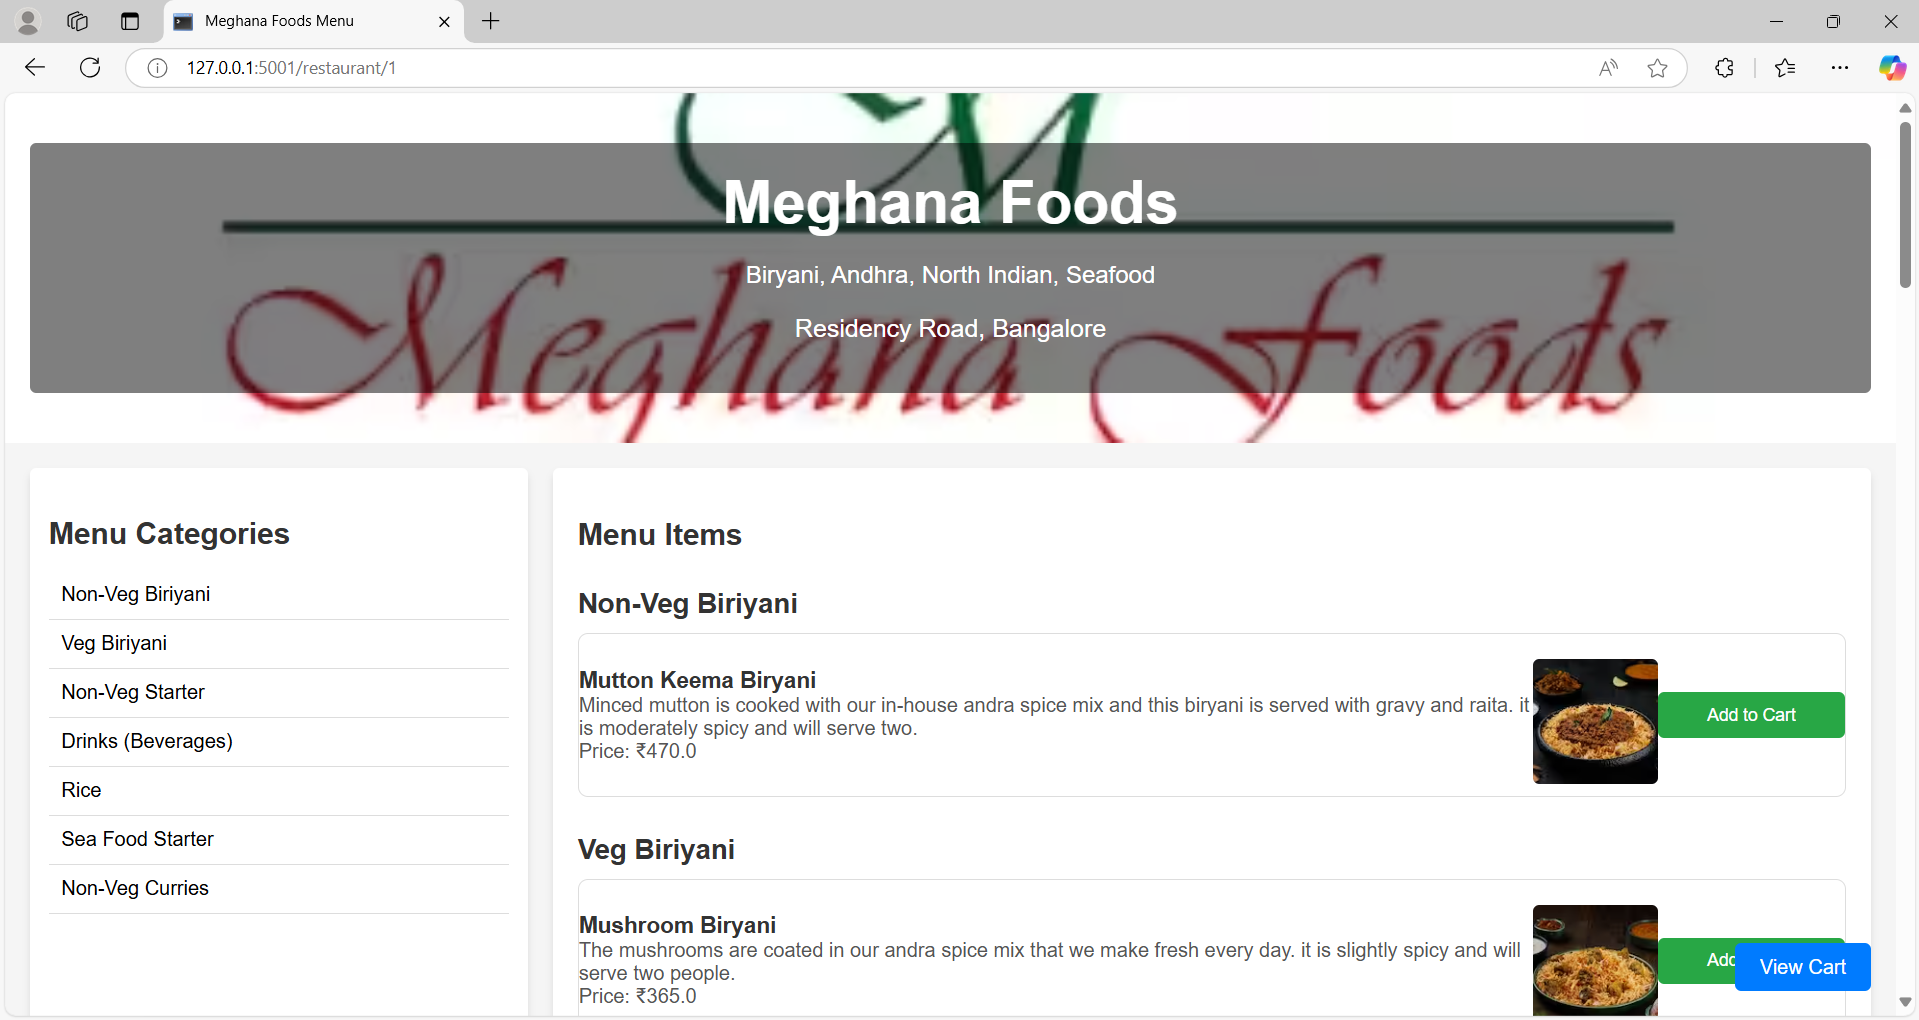 Meghana Foods Menu
127.0.0.1:5001/restaurant/1
M
Meghana Foods
Meghana Foods
Biryani, Andhra, North Indian, Seafood
Residency Road, Bangalore
Menu Categories
Non-Veg Biriyani
Veg Biriyani
Non-Veg Starter
Drinks (Beverages)
Rice
Sea Food Starter
Non-Veg Curries
Menu Items
Non-Veg Biriyani
Mutton Keema Biryani
Minced mutton is cooked with our in-house andra spice mix and this biryani is served with gravy and raita. it
is moderately spicy and will serve two.
Price: ₹470.0
Add to Cart
Veg Biriyani
Mushroom Biryani
The mushrooms are coated in our andra spice mix that we make fresh every day. it is slightly spicy and will
serve two people.
Price: ₹365.0
Add
View Cart